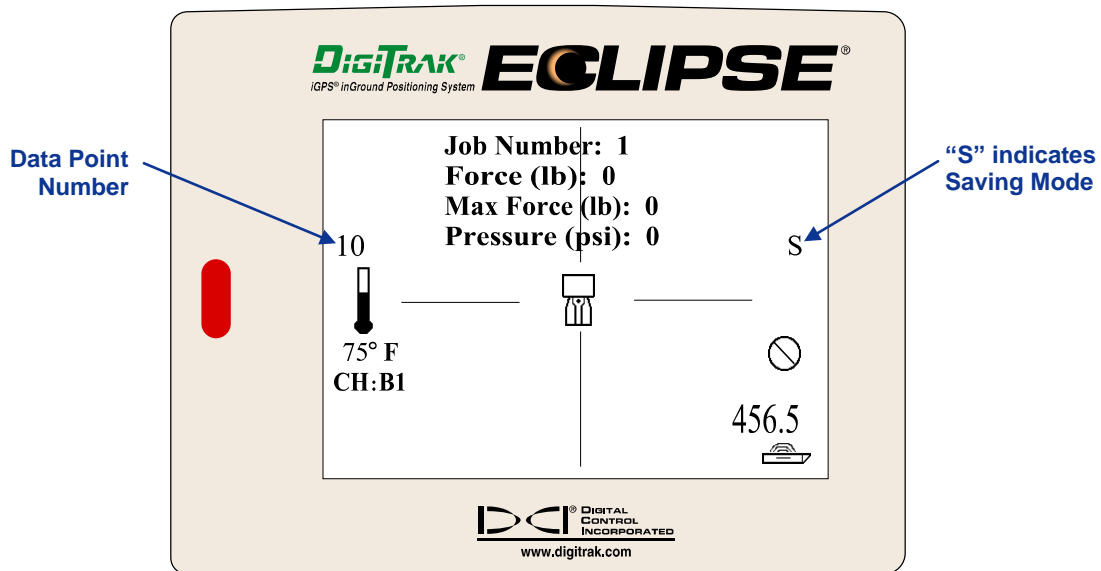 DIGITRAK® ECLIPSE®
iGPS® inGround Positioning System
Data Point
Number
Job Number: 1
Force (lb): 0
Max Force (lb): 0
Pressure (psi): 0
“S” indicates
Saving Mode
10
S
75° F
CH:B1
456.5
DCI® DIGITAL
CONTROL
INCORPORATED
www.digitrak.com